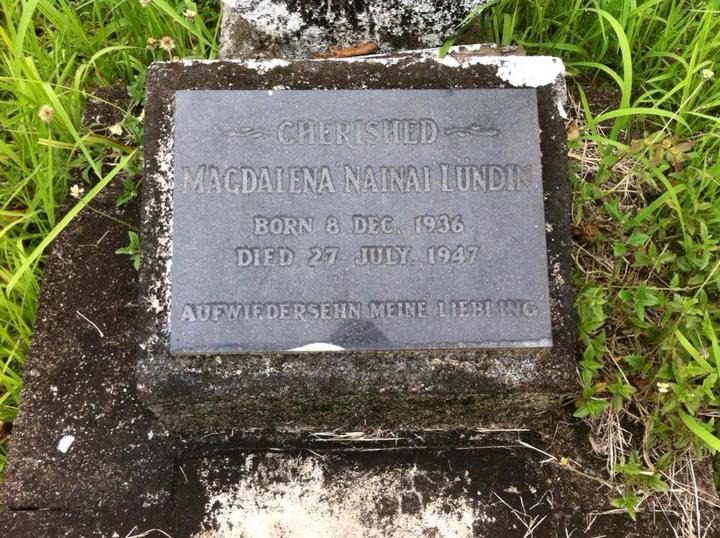 CHERISHED
MAGDALENA "NAINAI" LUNDIN
BORN 8 DEC. 1936
DIED 27 JULY. 1947
AUFWIEDERSEHN MEINE LIEBLING